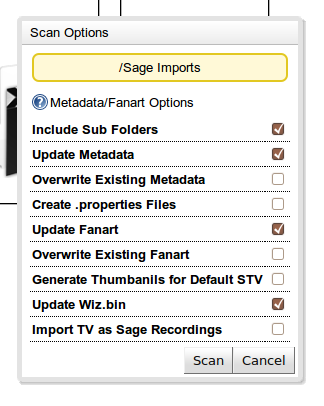 Scan Options
/Sage Imports
? Metadata/Fanart Options
Include Sub Folders
Update Metadata
Overwrite Existing Metadata
Create .properties Files
Update Fanart
Overwrite Existing Fanart
Generate Thumbanils for Default STV
Update Wiz.bin
Import TV as Sage Recordings
Scan Cancel